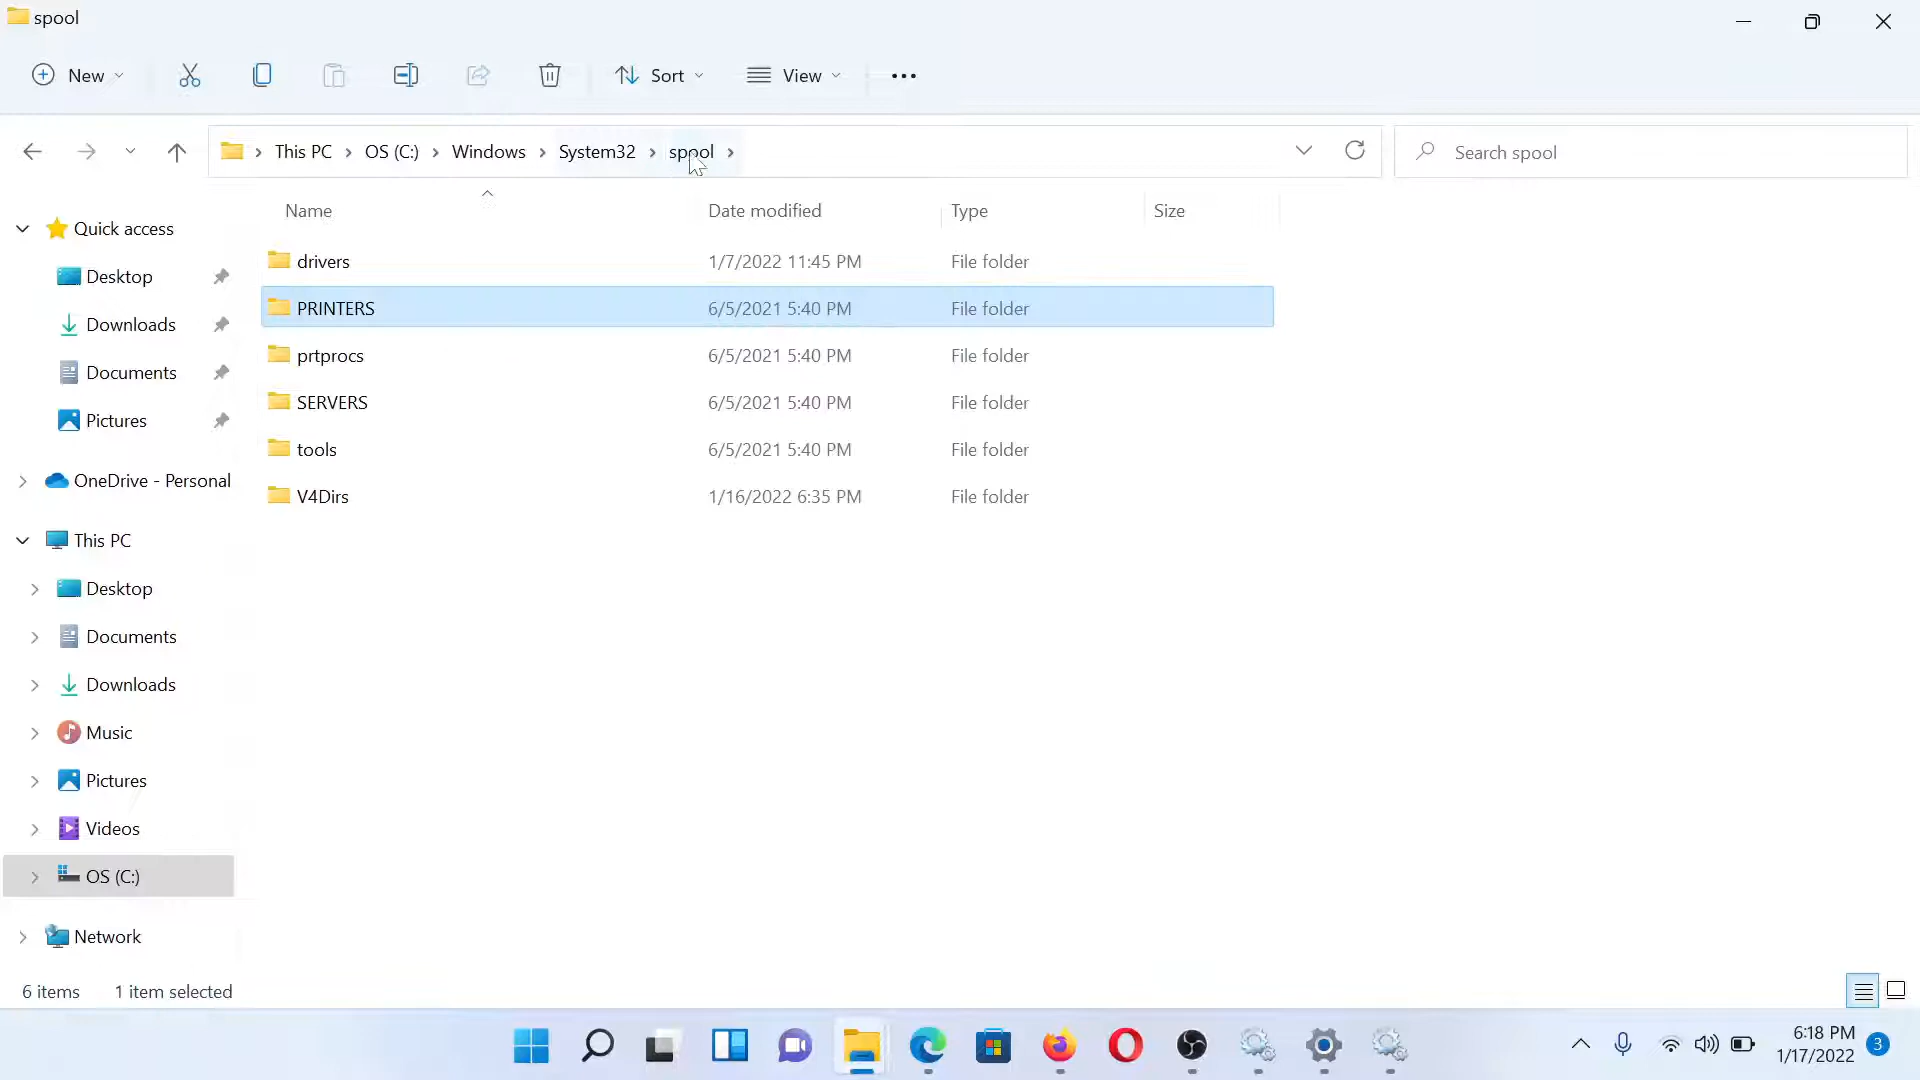 spool
New
Sort
View
This PC
OS (C:)
Windows
System32
spool
Search spool
Name
Date modified
Type
Size
Quick access
Desktop
Downloads
Documents
Pictures
OneDrive - Personal
This PC
Desktop
Documents
Downloads
Music
Pictures
Videos
OS (C:)
Network
drivers 1/7/2022 11:45 PM File folder
PRINTERS 6/5/2021 5:40 PM File folder
prtprocs 6/5/2021 5:40 PM File folder
SERVERS 6/5/2021 5:40 PM File folder
tools 6/5/2021 5:40 PM File folder
V4Dirs 1/16/2022 6:35 PM File folder
6 items 1 item selected
6:18 PM
1/17/2022
3